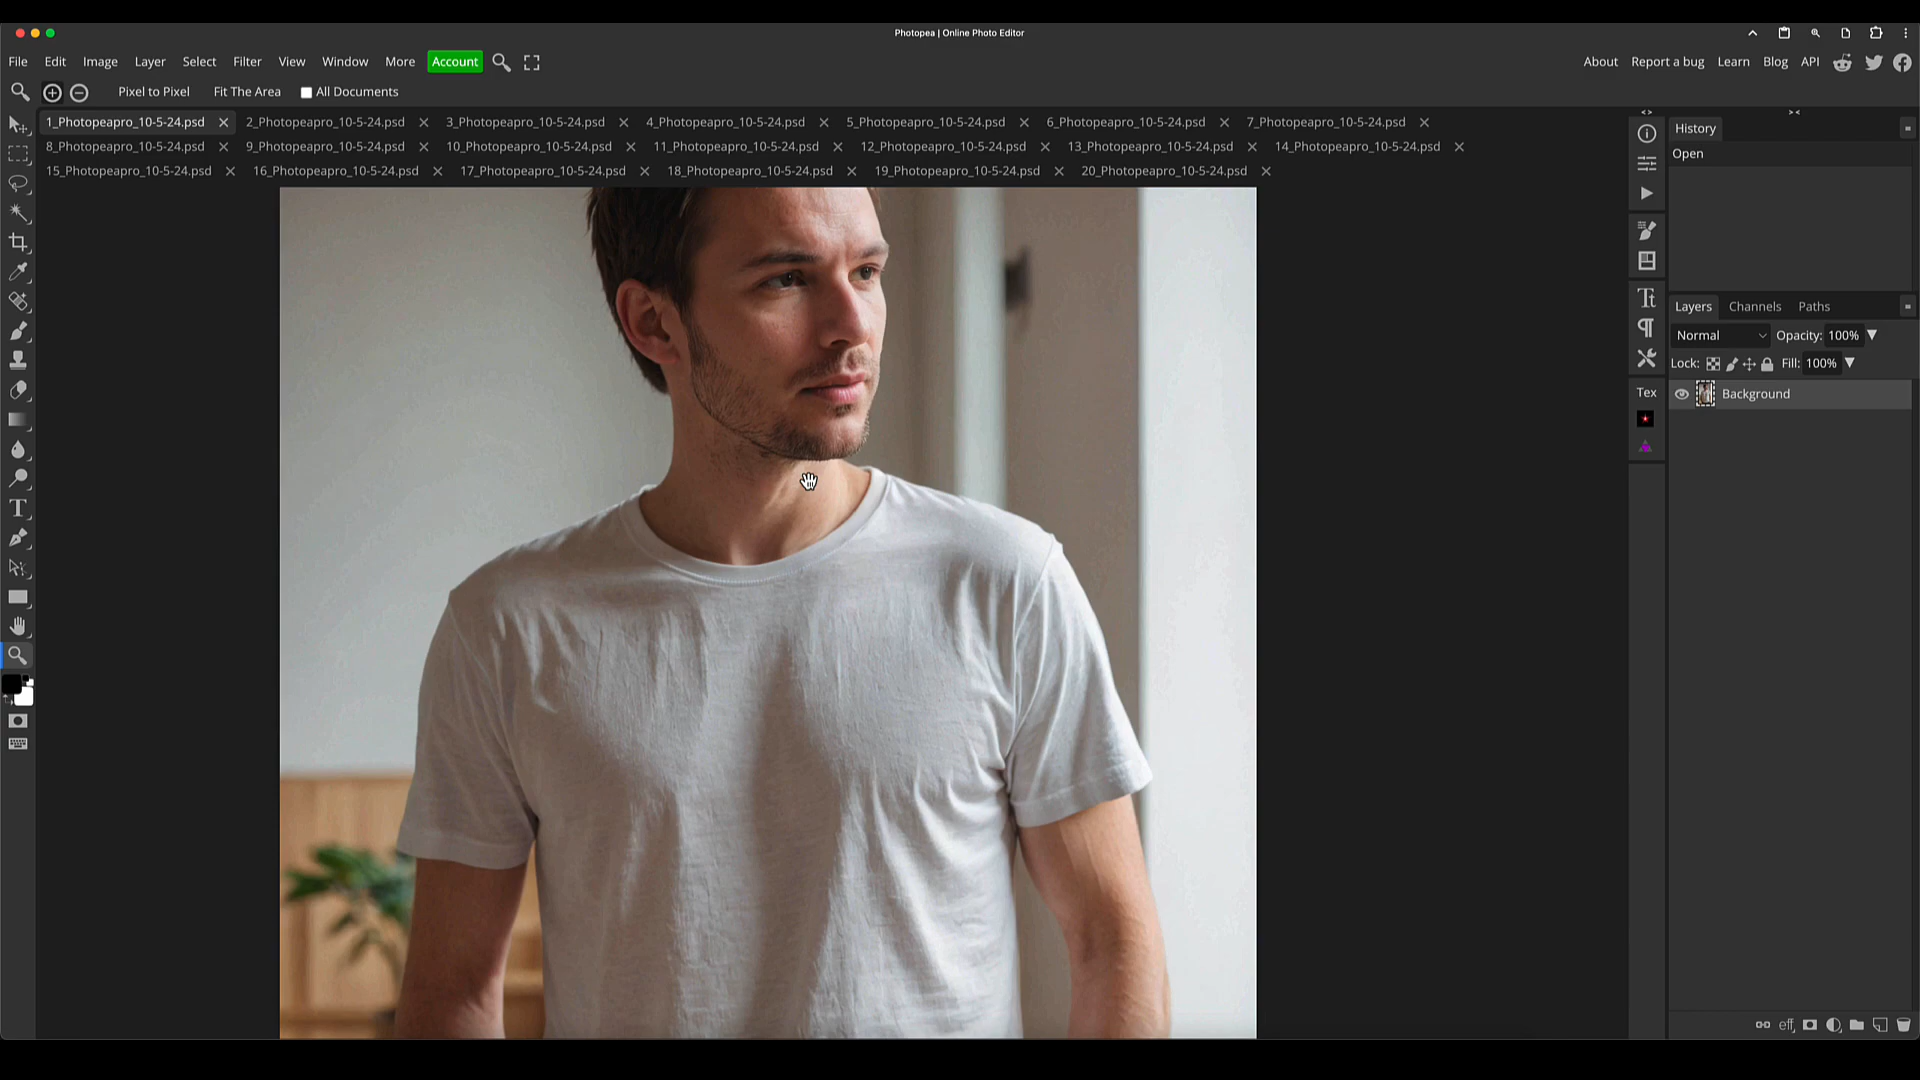 Photopea | Online Photo Editor
File Edit Image Layer Select Filter View Window More Account About Report a bug Learn Blog API
Pixel to Pixel Fit The Area All Documents
1_Photopeapro_10-5-24.psd 2_Photopeapro_10-5-24.psd 3_Photopeapro_10-5-24.psd 4_Photopeapro_10-5-24.psd 5_Photopeapro_10-5-24.psd 6_Photopeapro_10-5-24.psd 7_Photopeapro_10-5-24.psd
8_Photopeapro_10-5-24.psd 9_Photopeapro_10-5-24.psd 10_Photopeapro_10-5-24.psd 11_Photopeapro_10-5-24.psd 12_Photopeapro_10-5-24.psd 13_Photopeapro_10-5-24.psd 14_Photopeapro_10-5-24.psd
15_Photopeapro_10-5-24.psd 16_Photopeapro_10-5-24.psd 17_Photopeapro_10-5-24.psd 18_Photopeapro_10-5-24.psd 19_Photopeapro_10-5-24.psd 20_Photopeapro_10-5-24.psd
History
Open
Layers Channels Paths
Normal Opacity: 100%
Lock: Fill: 100%
Tex
Background
eff